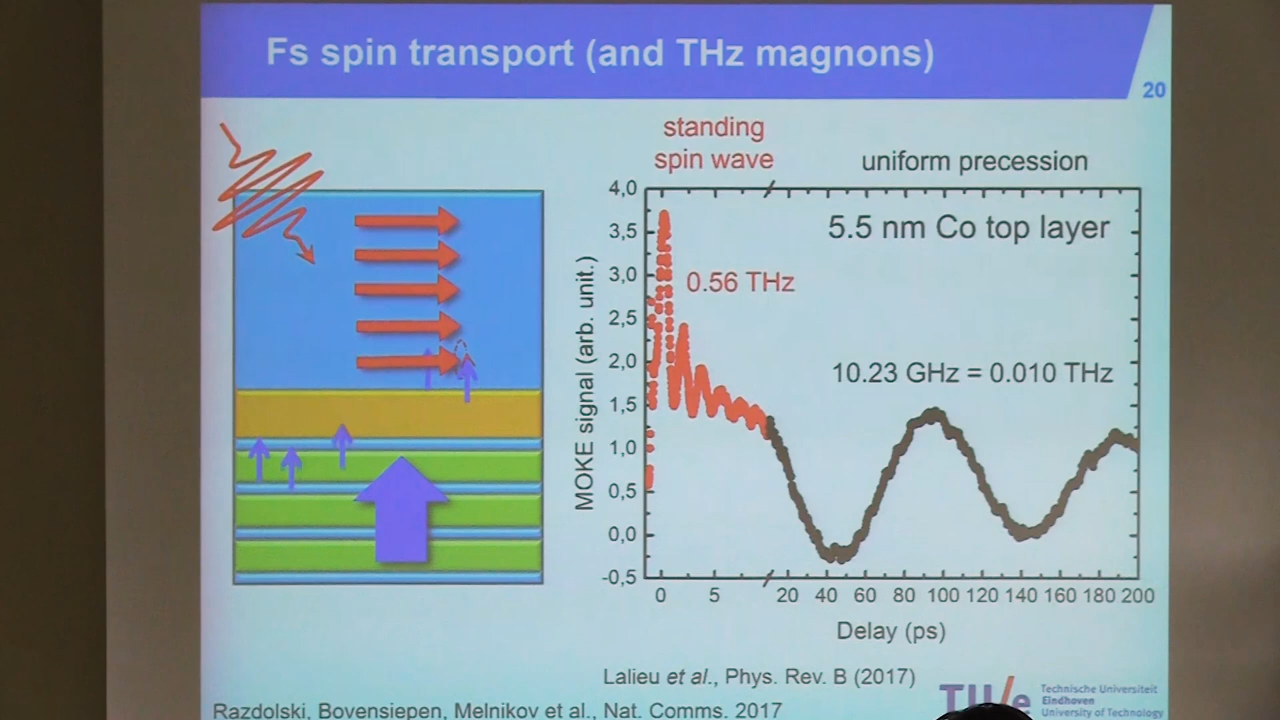 Fs spin transport (and THz magnons)
20
standing
spin wave
uniform precession
4,0
3,5
3,0
2,5
2,0
1,5
1,0
0,5
0,0
-0,5
MOKE signal (arb. unit.)
5.5 nm Co top layer
0.56 THz
10.23 GHz = 0.010 THz
0 5 20 40 60 80 100 120 140 160 180 200
Delay (ps)
Lalieu et al., Phys. Rev. B (2017)
Razdolski, Bovensiepen, Melnikov et al., Nat. Comms. 2017
TU/e
Technische Universiteit
Eindhoven
University of Technology